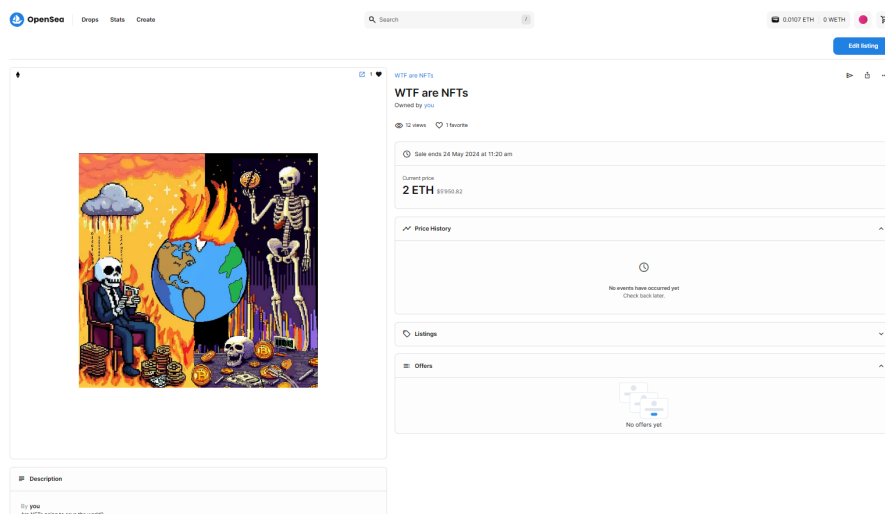 OpenSea
Drops Stats Create
Search /
0.0107 ETH 0 WETH
Edit listing
1
WTF are NFTs
WTF are NFTs
Owned by you
12 views 1 favorite
Sale ends 24 May 2024 at 11:20 am
Current price
2 ETH $5'950.82
Price History
No events have occurred yet
Check back later.
Listings
Offers
No offers yet
Description
By you